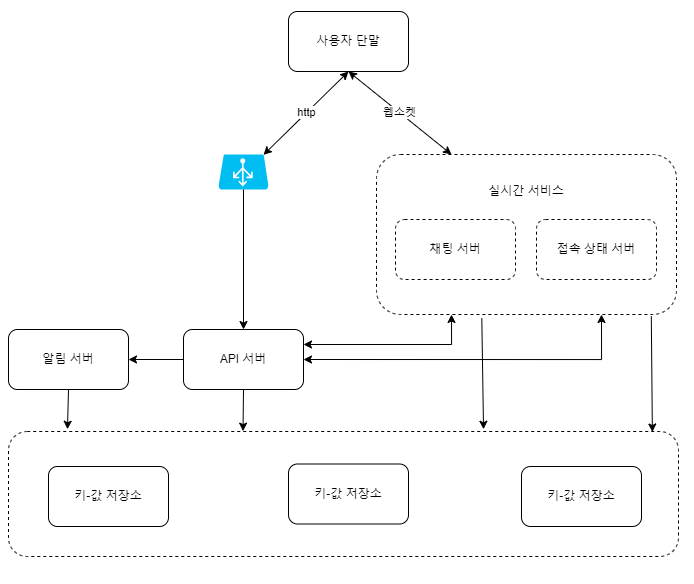 사용자 단말
http
웹소켓
실시간 서비스
채팅 서버
접속 상태 서버
알림 서버
API 서버
키-값 저장소
키-값 저장소
키-값 저장소